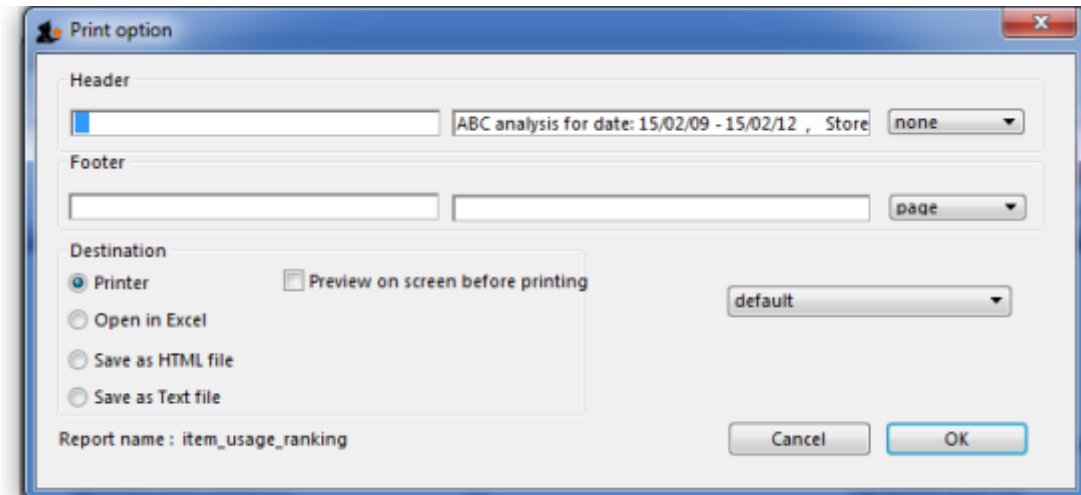 Print option
Header
ABC analysis for date: 15/02/09 - 15/02/12 , Store none
Footer
page
Destination
Printer Preview on screen before printing
default
Open in Excel
Save as HTML file
Save as Text file
Report name : item_usage_ranking Cancel OK